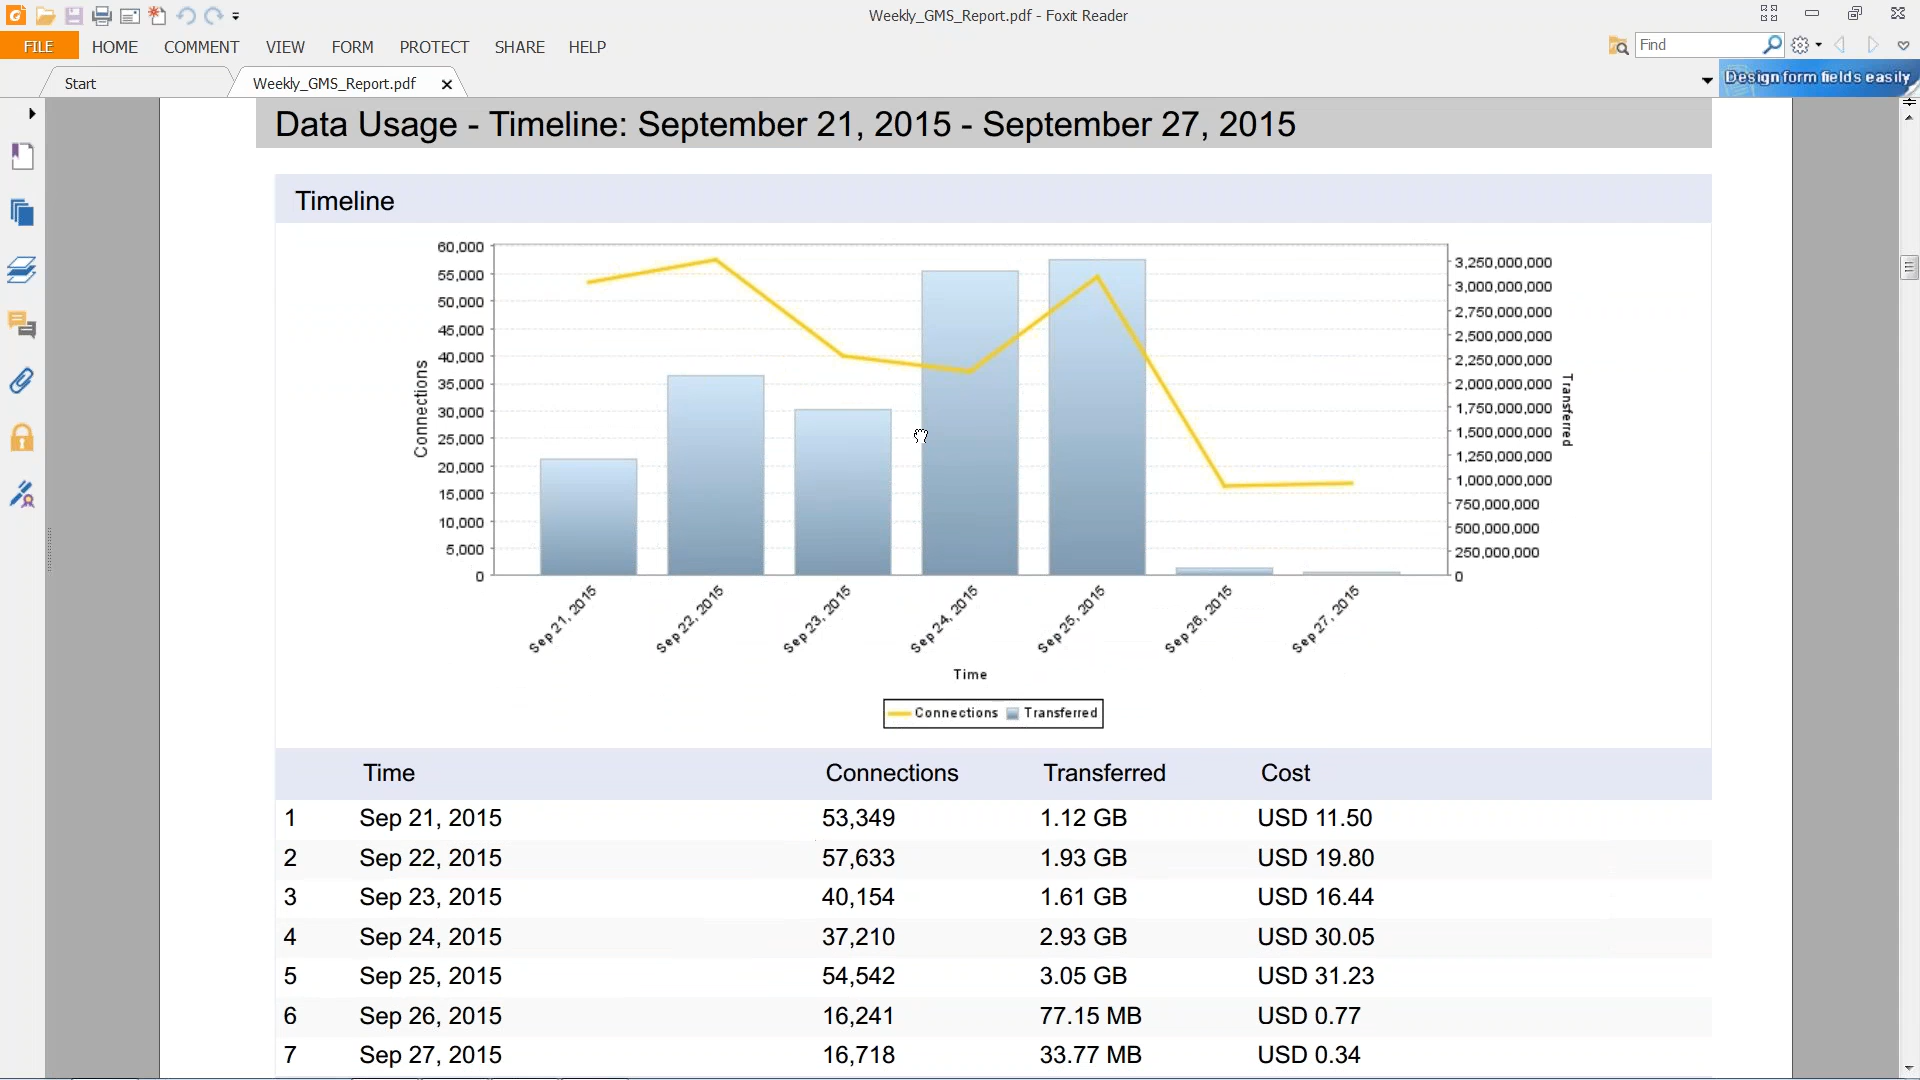 Weekly_GMS_Report.pdf - Foxit Reader
FILE HOME COMMENT VIEW FORM PROTECT SHARE HELP
Find
Start
Weekly_GMS_Report.pdf
Design form fields easily
Data Usage - Timeline: September 21, 2015 - September 27, 2015
Timeline
60,000
55,000
50,000
45,000
40,000
35,000
30,000
25,000
20,000
15,000
10,000
5,000
0
Connections
3,250,000,000
3,000,000,000
2,750,000,000
2,500,000,000
2,250,000,000
2,000,000,000
1,750,000,000
1,500,000,000
1,250,000,000
1,000,000,000
750,000,000
500,000,000
250,000,000
0
Transferred
Sep 21, 2015
Sep 22, 2015
Sep 23, 2015
Sep 24, 2015
Sep 25, 2015
Sep 26, 2015
Sep 27, 2015
Time
Connections Transferred
Time Connections Transferred Cost
1 Sep 21, 2015 53,349 1.12 GB USD 11.50
2 Sep 22, 2015 57,633 1.93 GB USD 19.80
3 Sep 23, 2015 40,154 1.61 GB USD 16.44
4 Sep 24, 2015 37,210 2.93 GB USD 30.05
5 Sep 25, 2015 54,542 3.05 GB USD 31.23
6 Sep 26, 2015 16,241 77.15 MB USD 0.77
7 Sep 27, 2015 16,718 33.77 MB USD 0.34